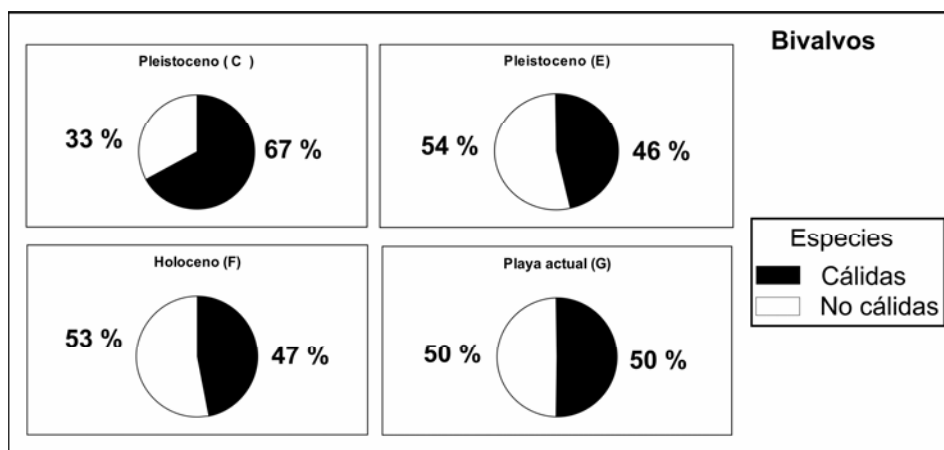 Bivalvos
Pleistoceno ( C )
33 %
67 %
Pleistoceno (E)
54 %
46 %
Holoceno (F)
53 %
47 %
Playa actual (G)
50 %
50 %
Especies
Cálidas
No cálidas